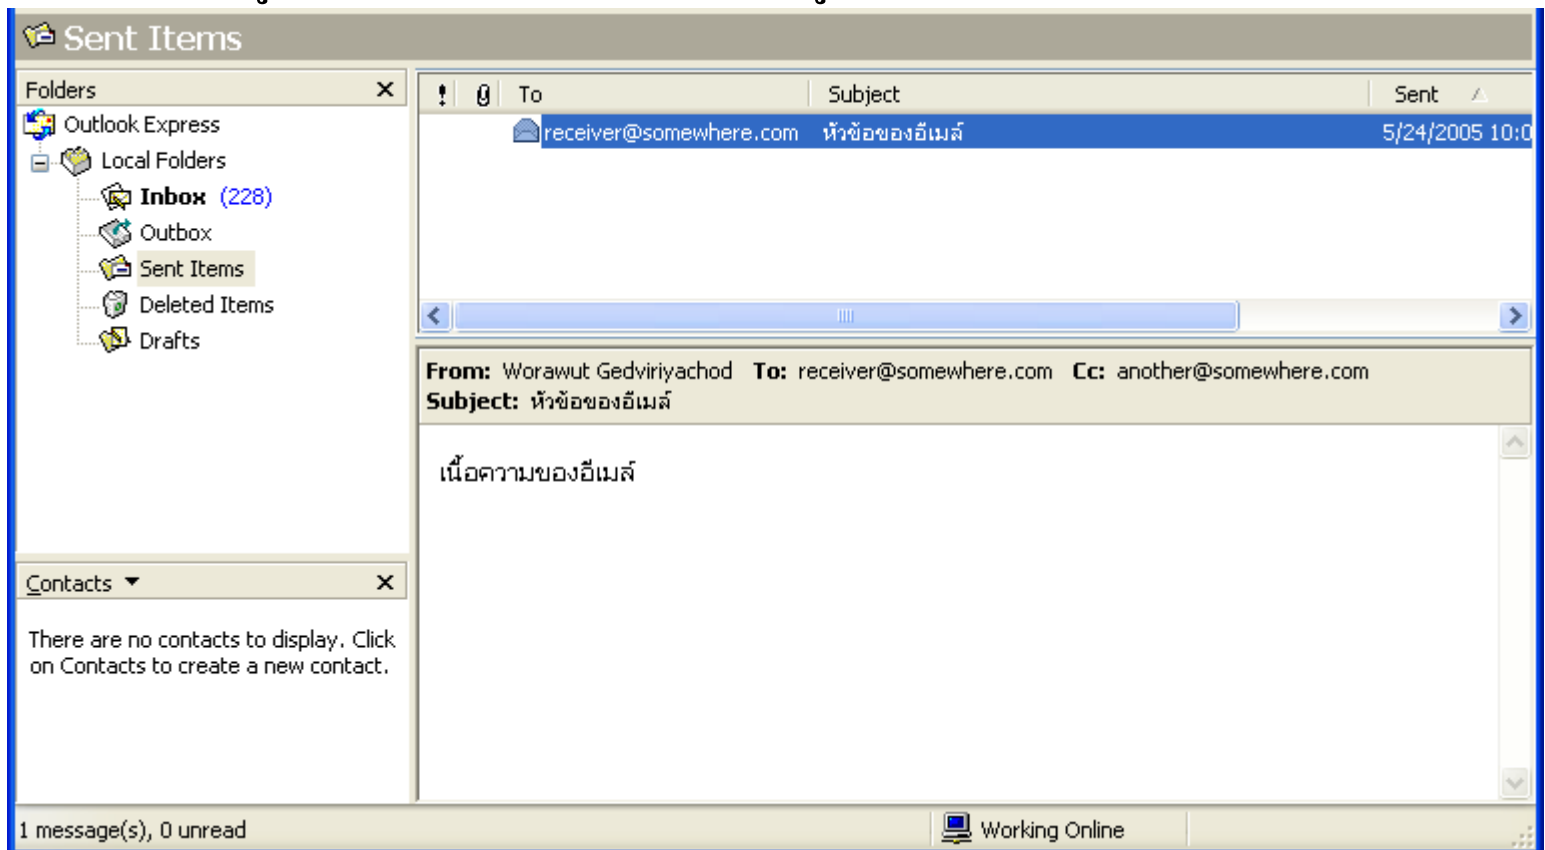 Sent Items
Folders
Outlook Express
Local Folders
Inbox (228)
Outbox
Sent Items
Deleted Items
Drafts
Contacts
There are no contacts to display. Click
on Contacts to create a new contact.
! To Subject Sent
receiver@somewhere.com หัวข้อของอีเมล์ 5/24/2005 10:0
From: Worawut Gedviriyachod To: receiver@somewhere.com Cc: another@somewhere.com
Subject: หัวข้อของอีเมล์
เนื้อความของอีเมล์
1 message(s), 0 unread Working Online